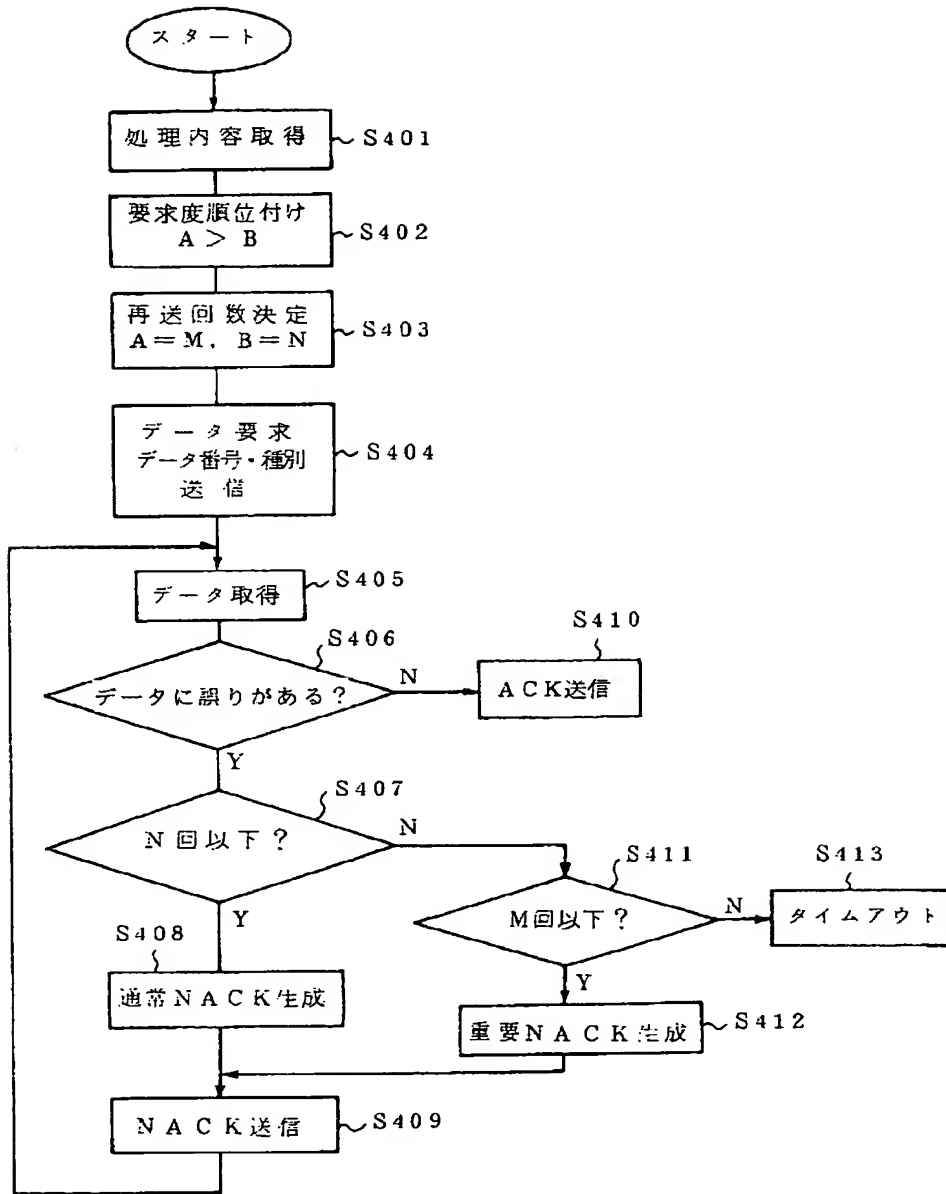 スタート
処理内容取得
S401
要求度順位付け
A > B
S402
再送回数決定
A=M, B=N
S403
データ要求
データ番号・種別
送信
S404
データ取得
S405
データに誤りがある?
S406
N
Y
ACK送信
S410
N回以下?
S407
N
Y
M回以下?
S411
N
Y
タイムアウト
S413
通常NACK生成
S408
重要NACK生成
S412
NACK送信
S409